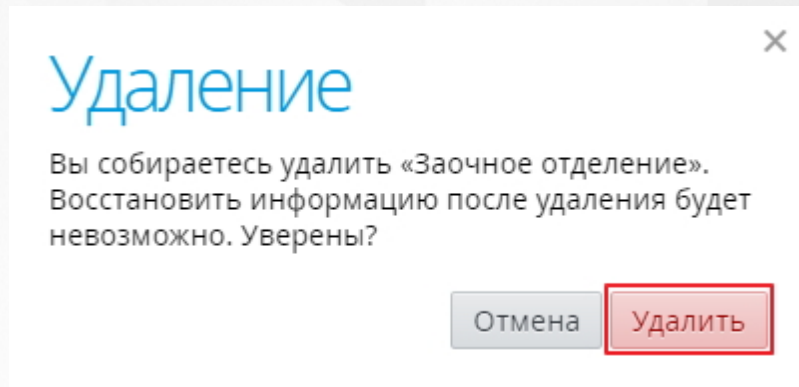 Удаление
Вы собираетесь удалить «Заочное отделение».
Восстановить информацию после удаления будет
невозможно. Уверены?
Отмена
Удалить